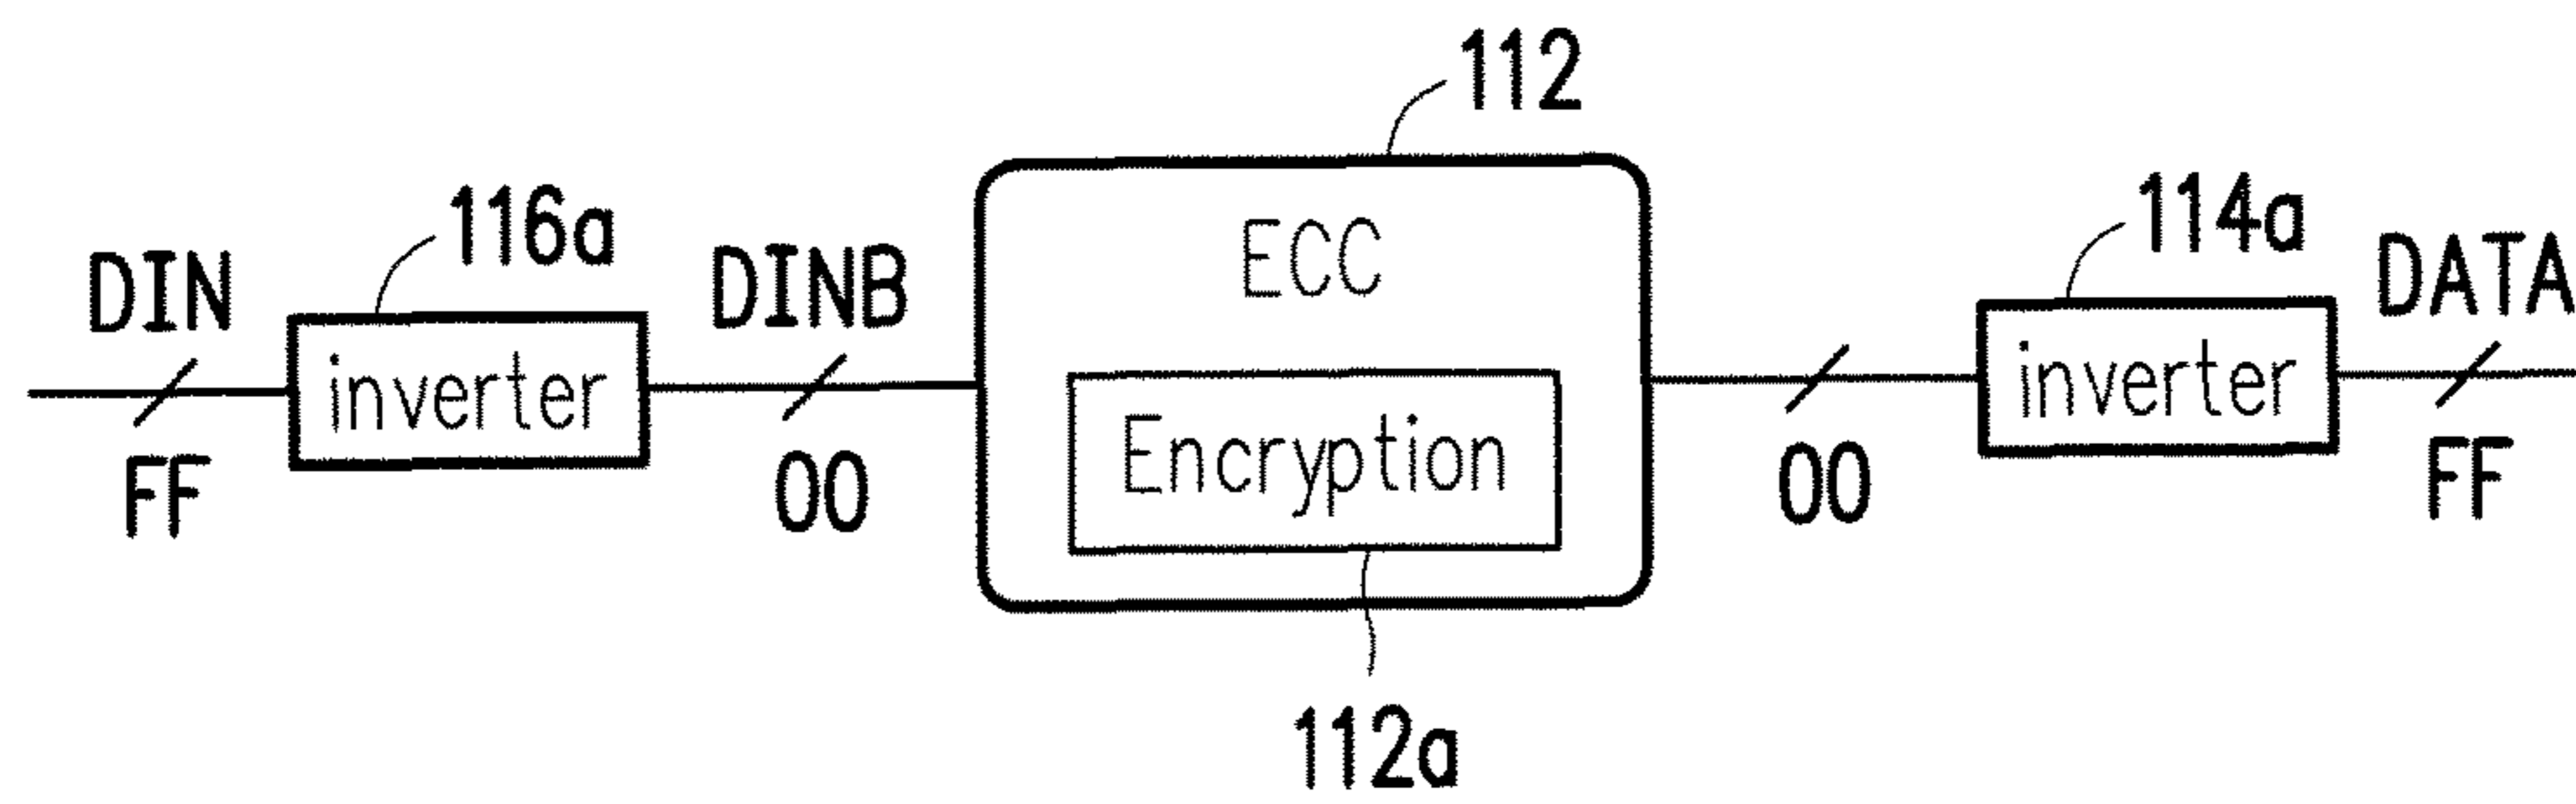 112
116a
114a
DIN
DINB
ECC
DATA
inverter
inverter
Encryption
FF
00
00
FF
112a